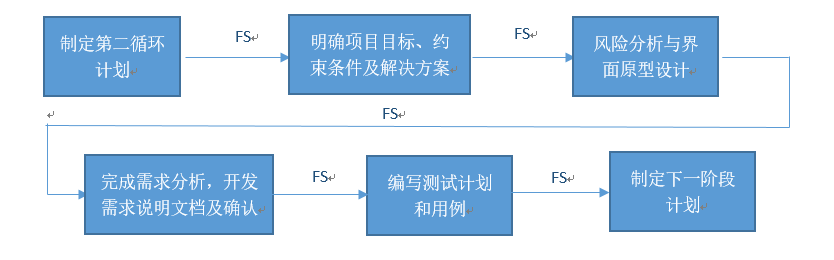 制定第二循环
计划
FS
明确项目目标、约
束条件及解决方案
FS
风险分析与界
面原型设计
FS
完成需求分析，开发
需求说明文档及确认
FS
编写测试计划
和用例
FS
制定下一阶段
计划